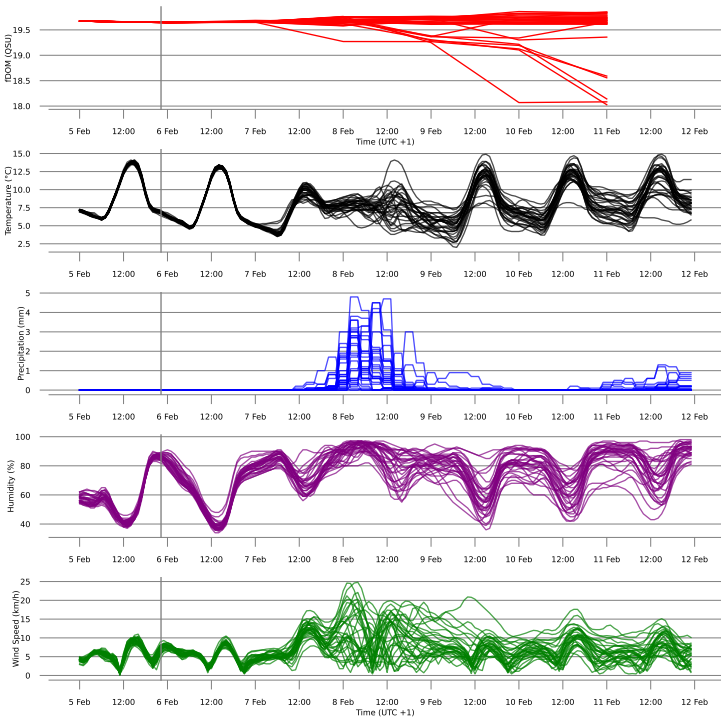 fDOM (QSU)
19.5
19.0
18.5
18.0
5 Feb 12:00 6 Feb 12:00 7 Feb 12:00 8 Feb 12:00 9 Feb 12:00 10 Feb 12:00 11 Feb 12:00 12 Feb
Time (UTC +1)
Temperature (°C)
15.0
12.5
10.0
7.5
5.0
2.5
5 Feb 12:00 6 Feb 12:00 7 Feb 12:00 8 Feb 12:00 9 Feb 12:00 10 Feb 12:00 11 Feb 12:00 12 Feb
Precipitation (mm)
5
4
3
2
1
0
5 Feb 12:00 6 Feb 12:00 7 Feb 12:00 8 Feb 12:00 9 Feb 12:00 10 Feb 12:00 11 Feb 12:00 12 Feb
Humidity (%)
100
80
60
40
5 Feb 12:00 6 Feb 12:00 7 Feb 12:00 8 Feb 12:00 9 Feb 12:00 10 Feb 12:00 11 Feb 12:00 12 Feb
Wind Speed (km/h)
25
20
15
10
5
0
5 Feb 12:00 6 Feb 12:00 7 Feb 12:00 8 Feb 12:00 9 Feb 12:00 10 Feb 12:00 11 Feb 12:00 12 Feb
Time (UTC +1)